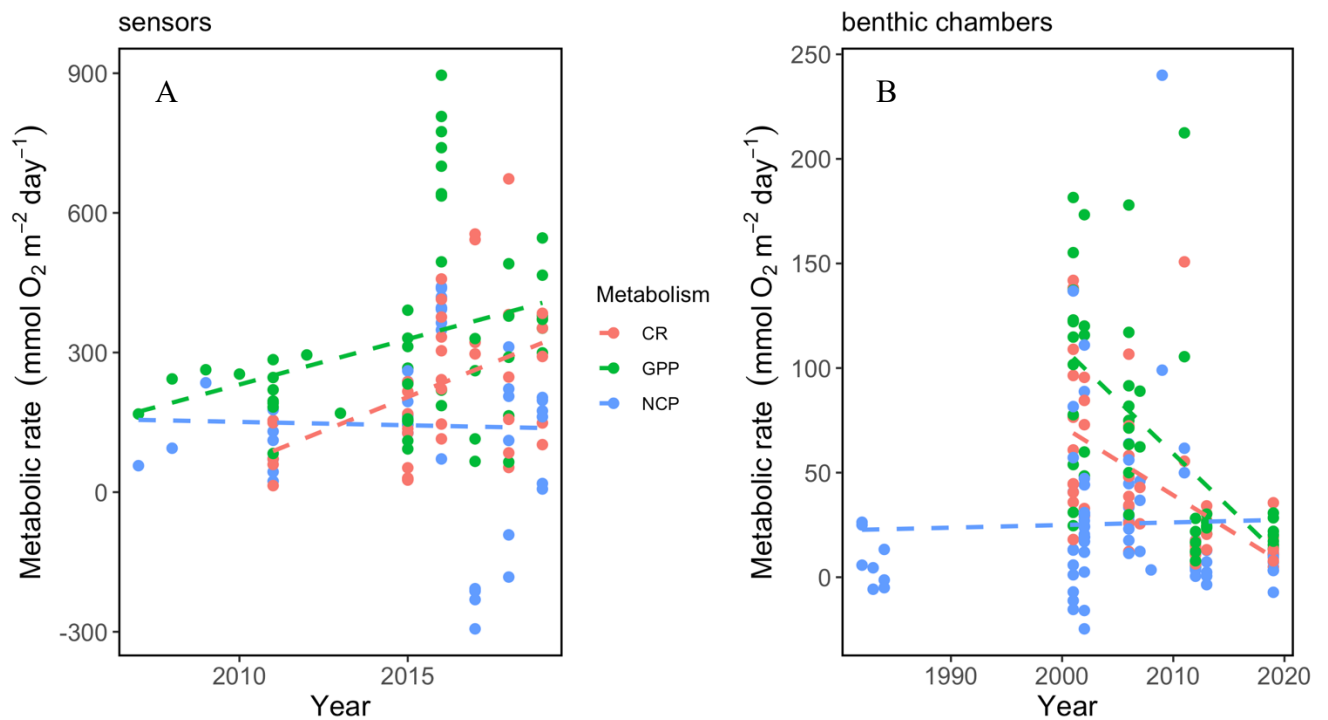 sensors
A
900
600
300
0
-300
Metabolic rate (mmol O₂ m⁻² day⁻¹)
2010 2015
Year
Metabolism
CR
GPP
NCP
benthic chambers
B
250
200
150
100
50
0
Metabolic rate (mmol O₂ m⁻² day⁻¹)
1990 2000 2010 2020
Year